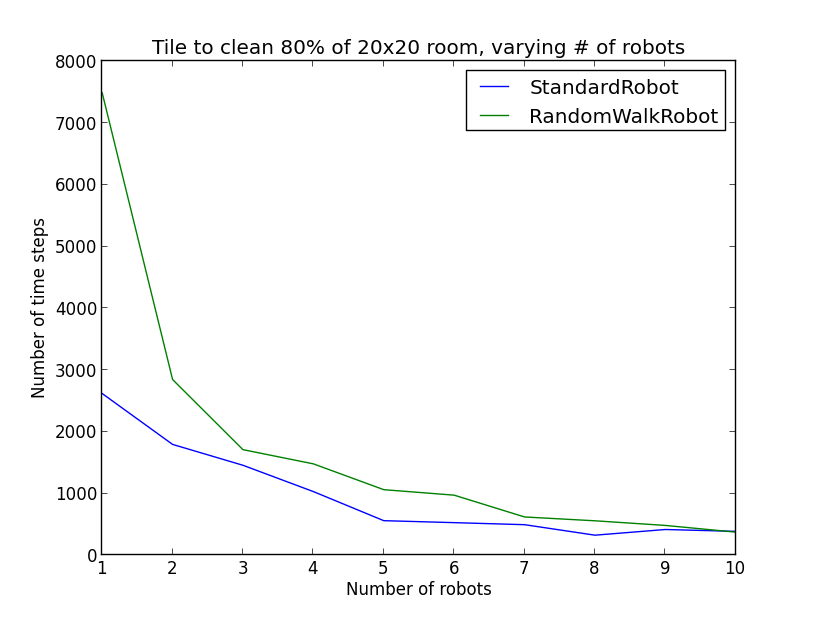 Tile to clean 80% of 20x20 room, varying # of robots
StandardRobot
RandomWalkRobot
Number of time steps
8000
7000
6000
5000
4000
3000
2000
1000
0
1 2 3 4 5 6 7 8 9 10
Number of robots